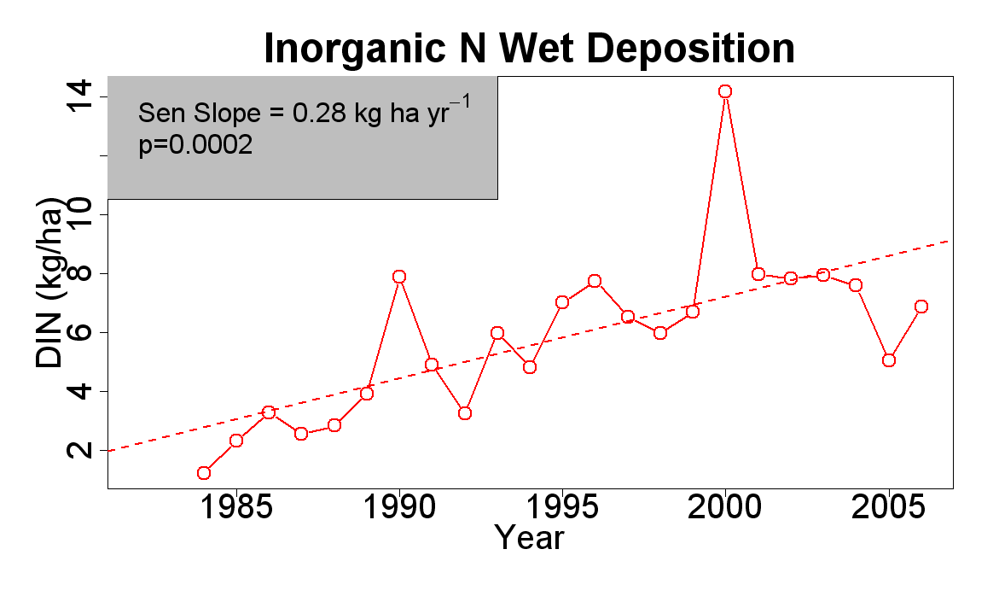 Inorganic N Wet Deposition
Sen Slope = 0.28 kg ha yr⁻¹
p=0.0002
DIN (kg/ha)
14
10
8
6
4
2
1985 1990 1995 2000 2005
Year